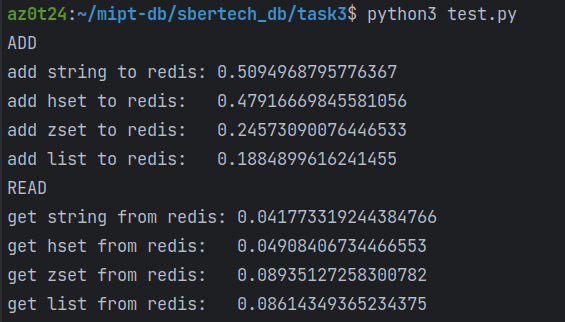 az0t24:~/mipt-db/sbertech_db/task3$ python3 test.py
ADD
add string to redis: 0.5094968795776367
add hset to redis:   0.47916669845581056
add zset to redis:   0.24573090076446533
add list to redis:   0.1884899616241455
READ
get string from redis: 0.041773319244384766
get hset from redis:   0.04908406734466553
get zset from redis:   0.08935127258300782
get list from redis:   0.08614349365234375